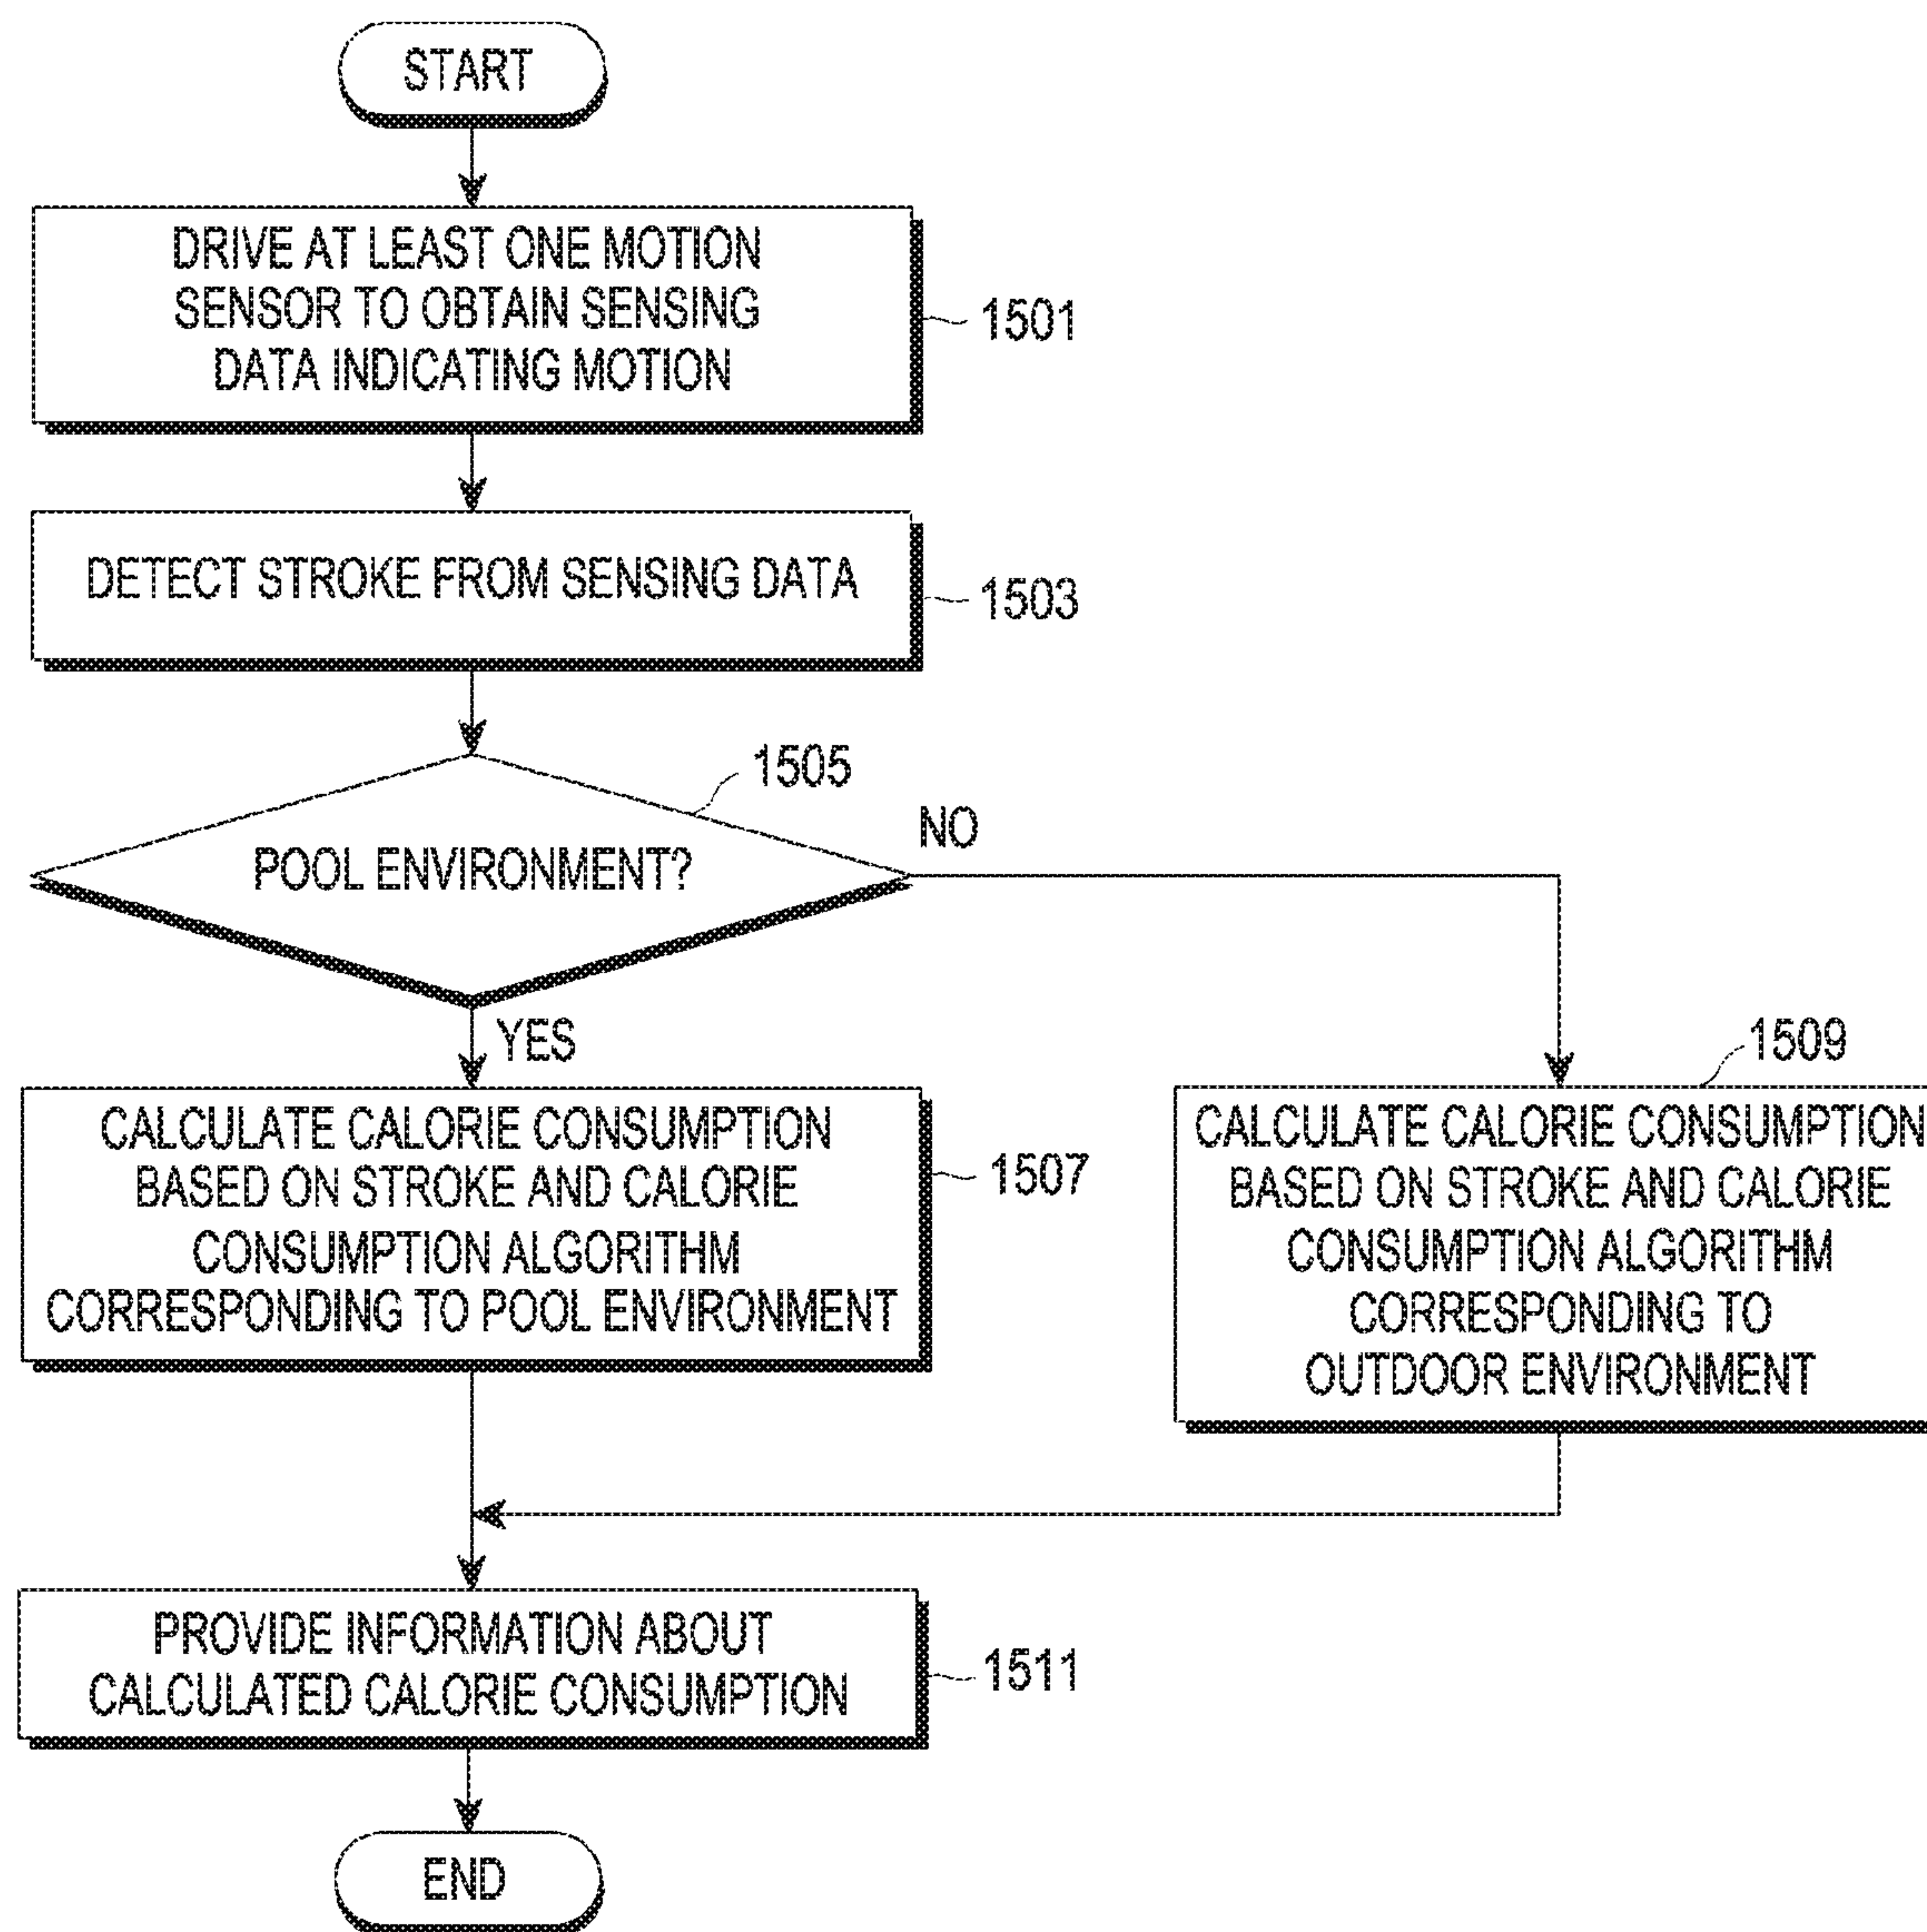 START
DRIVE AT LEAST ONE MOTION
SENSOR TO OBTAIN SENSING
DATA INDICATING MOTION
1501
DETECT STROKE FROM SENSING DATA
1503
1505
POOL ENVIRONMENT?
NO
YES
CALCULATE CALORIE CONSUMPTION
BASED ON STROKE AND CALORIE
CONSUMPTION ALGORITHM
CORRESPONDING TO POOL ENVIRONMENT
1507
1509
CALCULATE CALORIE CONSUMPTION
BASED ON STROKE AND CALORIE
CONSUMPTION ALGORITHM
CORRESPONDING TO
OUTDOOR ENVIRONMENT
PROVIDE INFORMATION ABOUT
CALCULATED CALORIE CONSUMPTION
1511
END